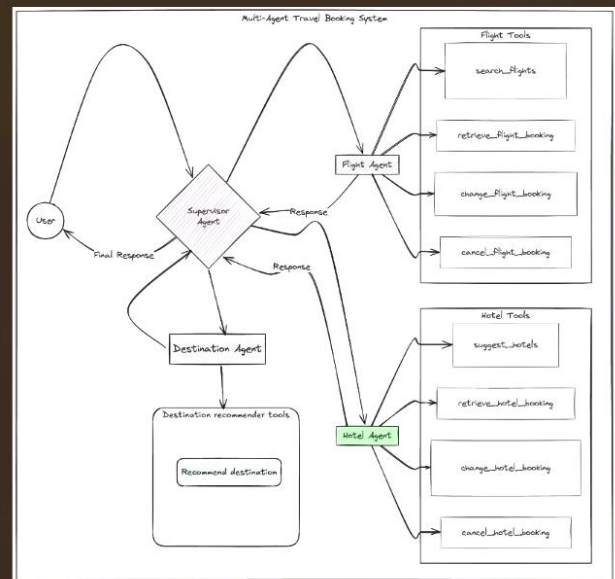 Multi-Agent Travel Booking System
Flight Tools
search_flights
retrieve_flight_booking
Flight Agent
change_flight_booking
User
Supervisor
Agent
Response
Final Response
cancel_flight_booking
Response
Hotel Tools
suggest_hotels
Destination Agent
retrieve_hotel_booking
Destination recommender tools
Hotel Agent
Recommend destination
change_hotel_booking
cancel_hotel_booking